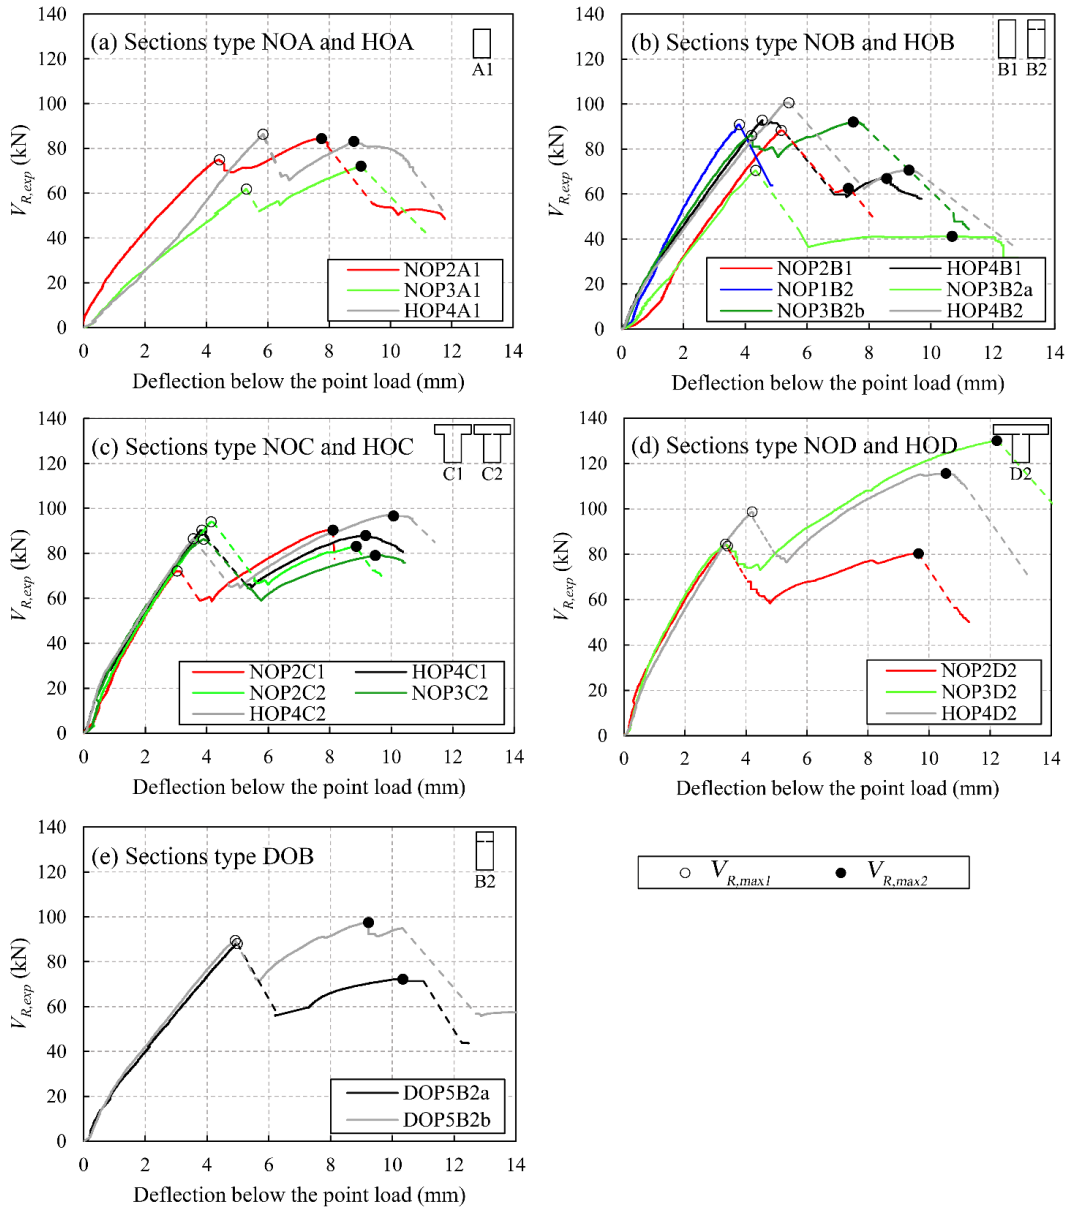 (a) Sections type NOA and HOA
A1
140
120
100
80
60
40
20
0
V_R,exp (kN)
NOP2A1
NOP3A1
HOP4A1
0 2 4 6 8 10 12 14
Deflection below the point load (mm)
(b) Sections type NOB and HOB
B1 B2
140
120
100
80
60
40
20
0
V_R,exp (kN)
NOP2B1 HOP4B1
NOP1B2 NOP3B2a
NOP3B2b HOP4B2
0 2 4 6 8 10 12 14
Deflection below the point load (mm)
(c) Sections type NOC and HOC
C1 C2
140
120
100
80
60
40
20
0
V_R,exp (kN)
NOP2C1 HOP4C1
NOP2C2 NOP3C2
HOP4C2
0 2 4 6 8 10 12 14
Deflection below the point load (mm)
(d) Sections type NOD and HOD
D2
140
120
100
80
60
40
20
0
V_R,exp (kN)
NOP2D2
NOP3D2
HOP4D2
0 2 4 6 8 10 12 14
Deflection below the point load (mm)
(e) Sections type DOB
B2
140
120
100
80
60
40
20
0
V_R,exp (kN)
DOP5B2a
DOP5B2b
0 2 4 6 8 10 12 14
Deflection below the point load (mm)
V_R,max1 V_R,max2